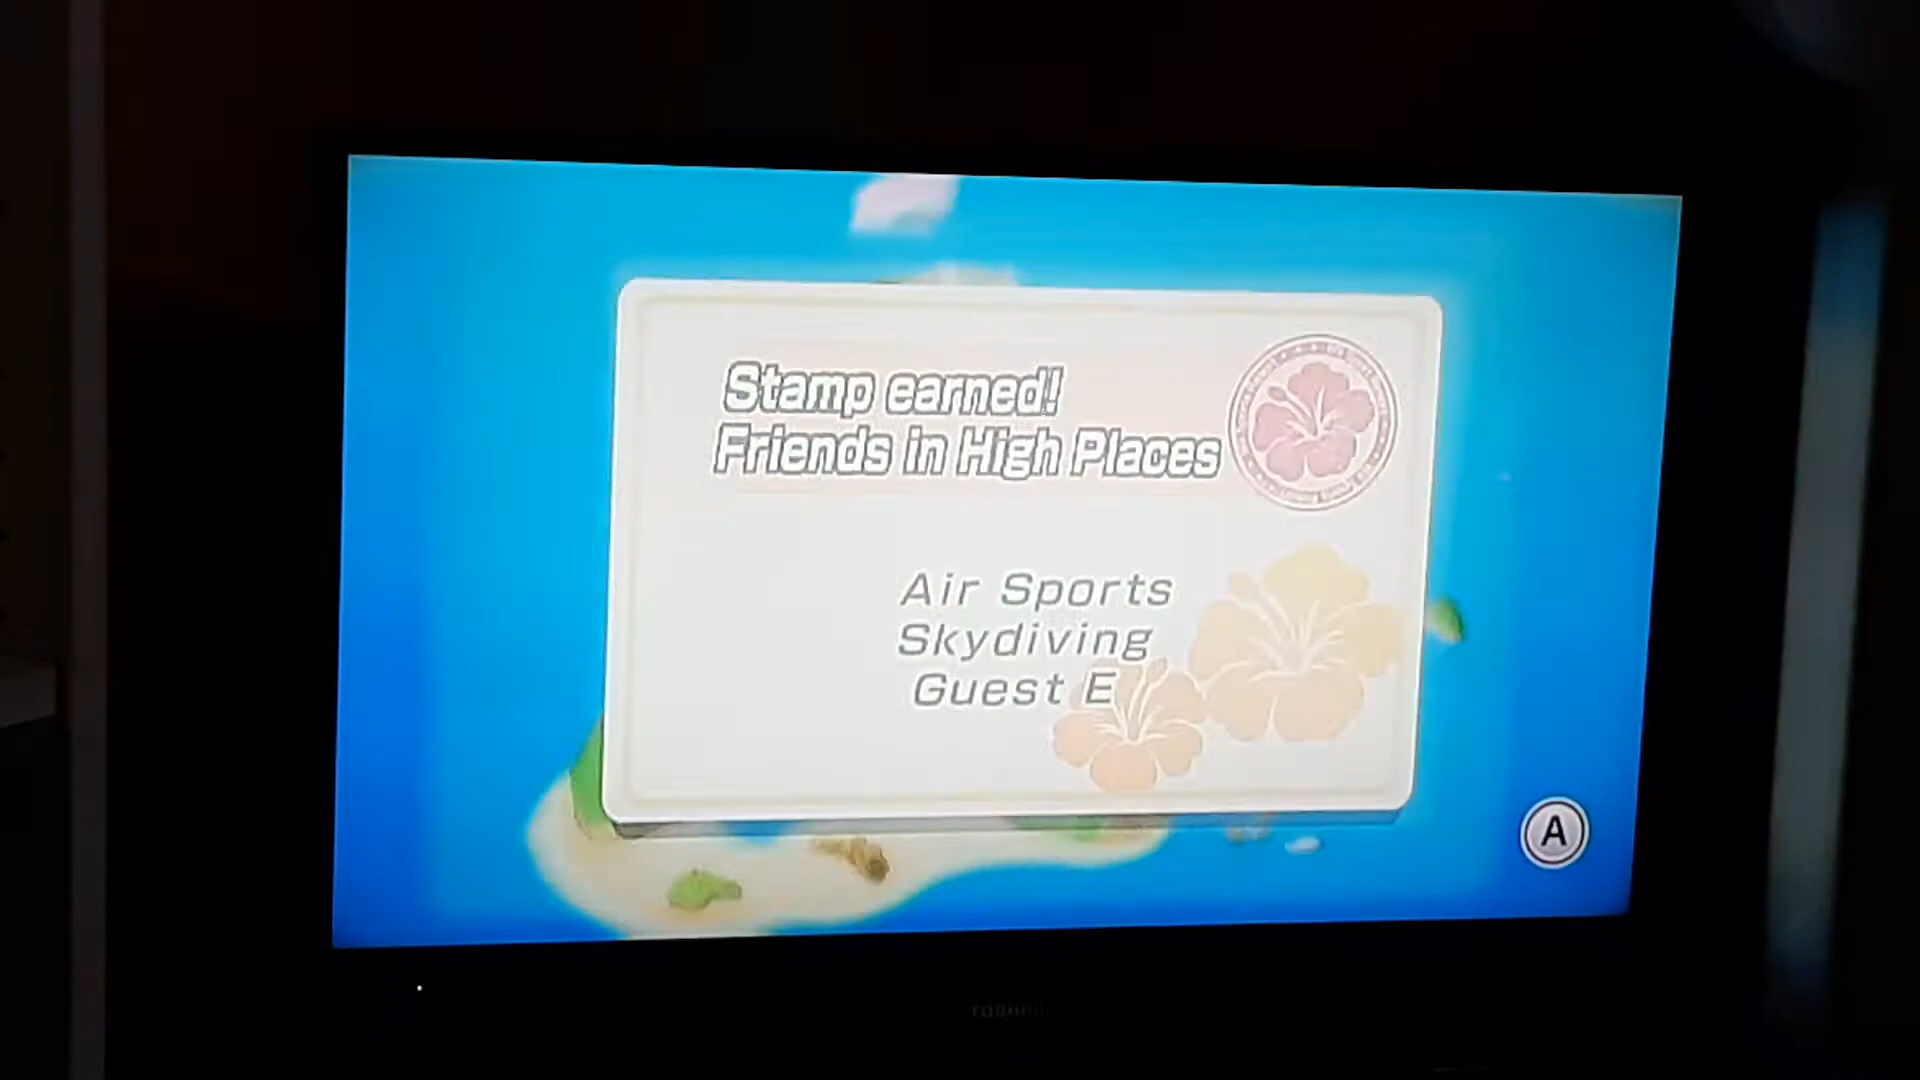 Stamp earned!
Friends in High Places
Air Sports
Skydiving
Guest E
A